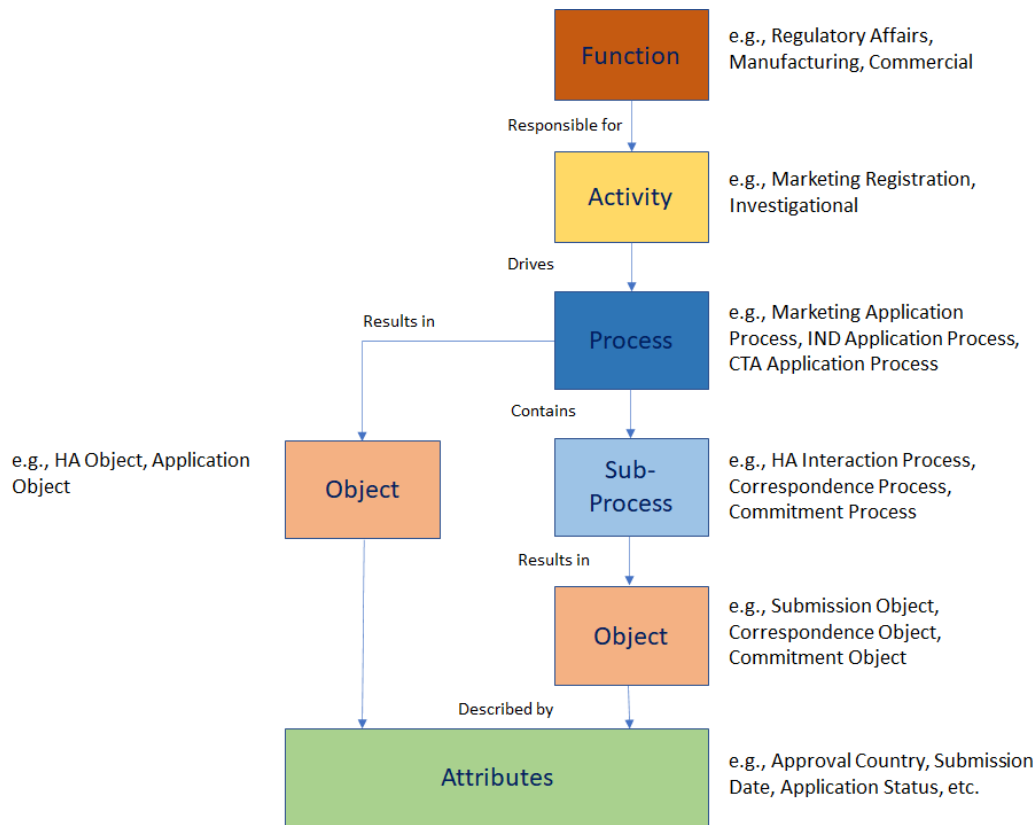 Function
e.g., Regulatory Affairs,
Manufacturing, Commercial
Responsible for
Activity
e.g., Marketing Registration,
Investigational
Drives
Process
e.g., Marketing Application
Process, IND Application Process,
CTA Application Process
Results in
Contains
e.g., HA Object, Application
Object
Object
Sub-
Process
e.g., HA Interaction Process,
Correspondence Process,
Commitment Process
Results in
Object
e.g., Submission Object,
Correspondence Object,
Commitment Object
Described by
Attributes
e.g., Approval Country, Submission
Date, Application Status, etc.